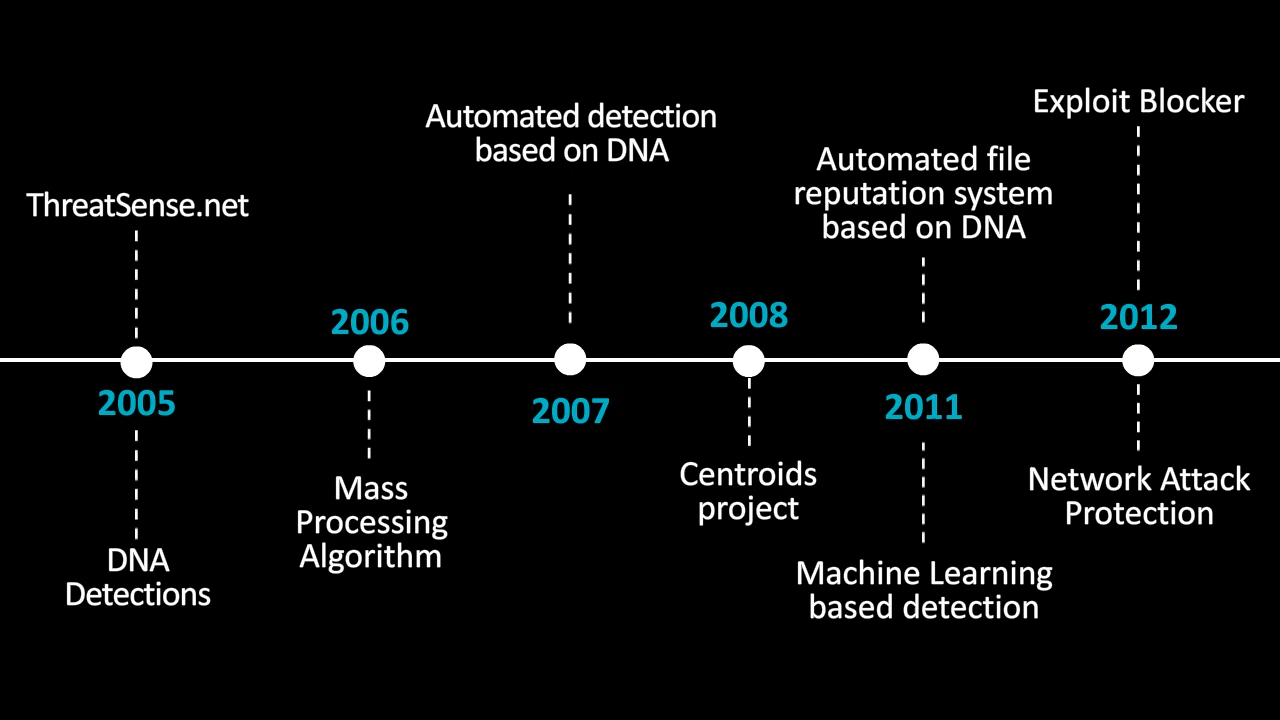 ThreatSense.net
2005
DNA
Detections
2006
Mass
Processing
Algorithm
Automated detection
based on DNA
2007
2008
Centroids
project
Automated file
reputation system
based on DNA
2011
Machine Learning
based detection
Exploit Blocker
2012
Network Attack
Protection